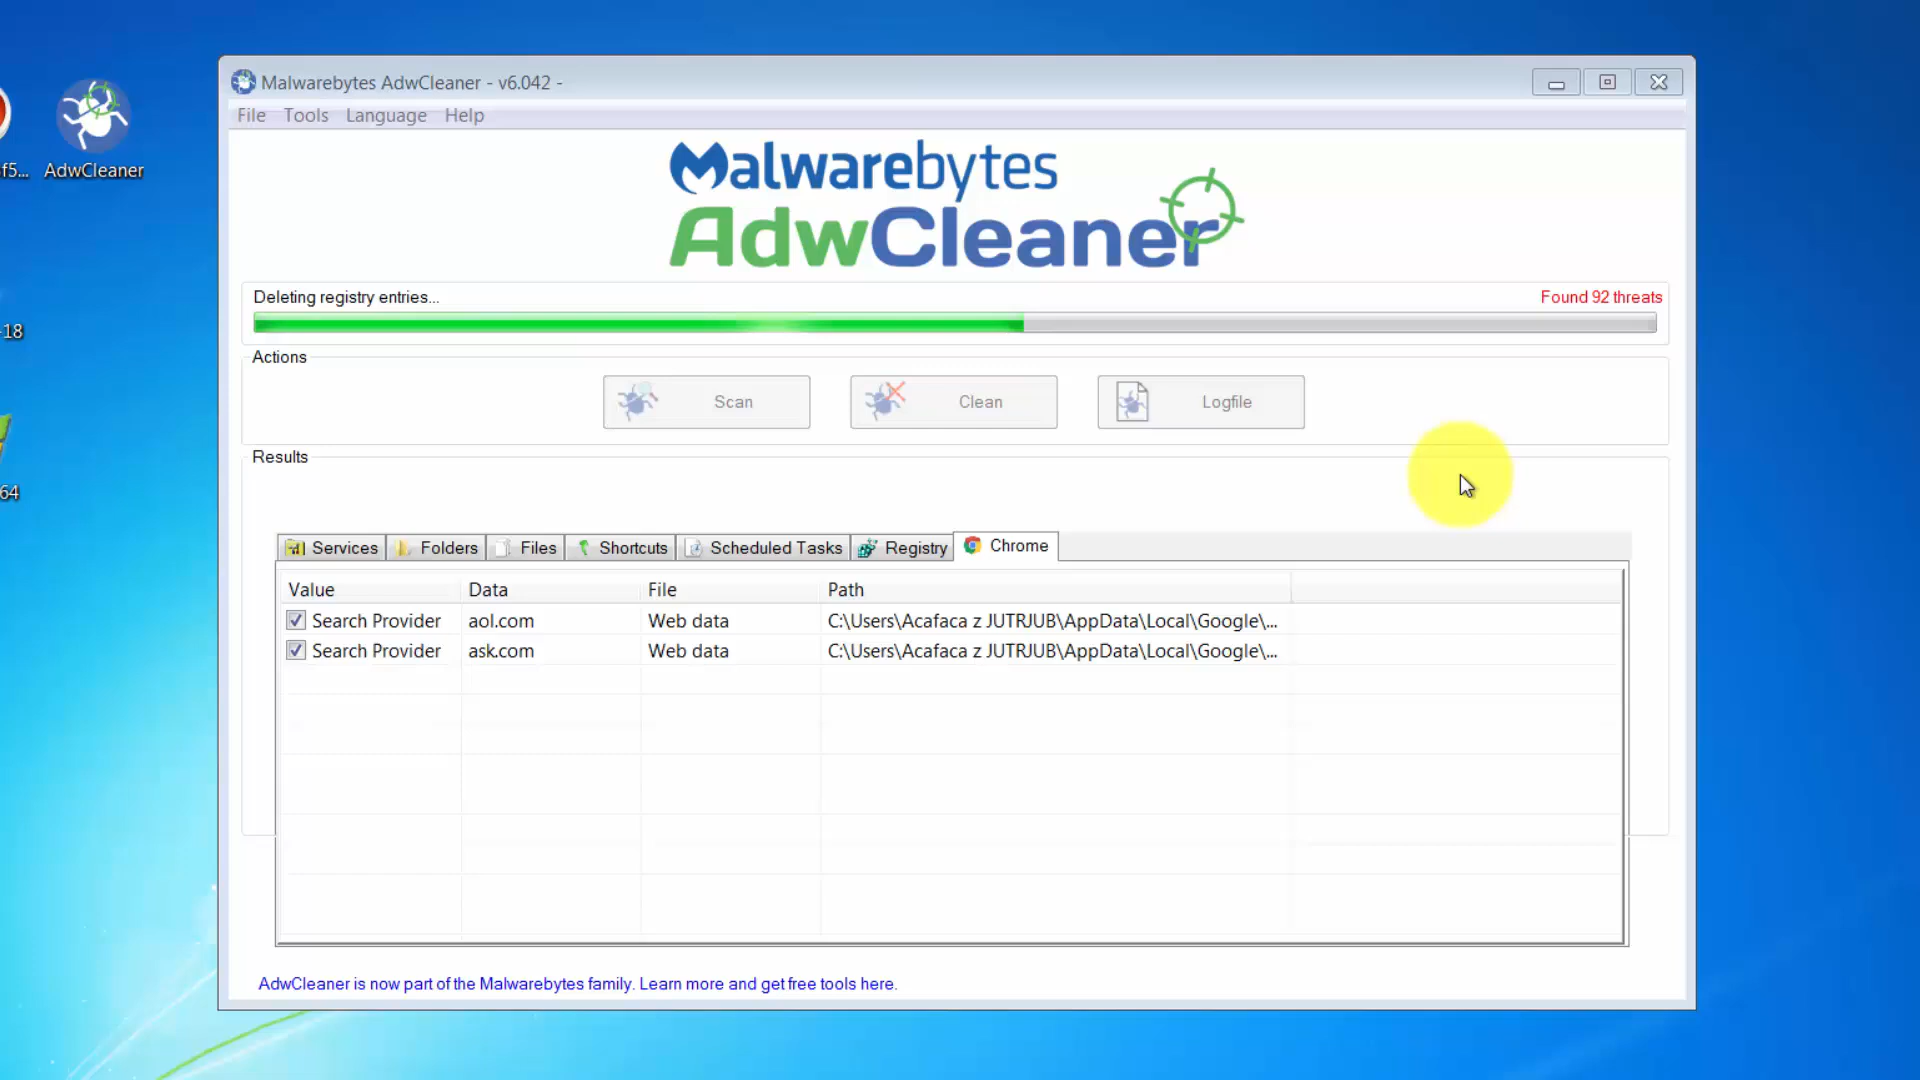 Malwarebytes AdwCleaner - v6.042 -
File Tools Language Help
Malwarebytes
AdwCleaner
f5... AdwCleaner
-18
64
Deleting registry entries... Found 92 threats
Actions
Scan Clean Logfile
Results
Services Folders Files Shortcuts Scheduled Tasks Registry Chrome
Value Data File Path
Search Provider aol.com Web data C:\Users\Acafaca z JUTRJUB\AppData\Local\Google\...
Search Provider ask.com Web data C:\Users\Acafaca z JUTRJUB\AppData\Local\Google\...
AdwCleaner is now part of the Malwarebytes family. Learn more and get free tools here.